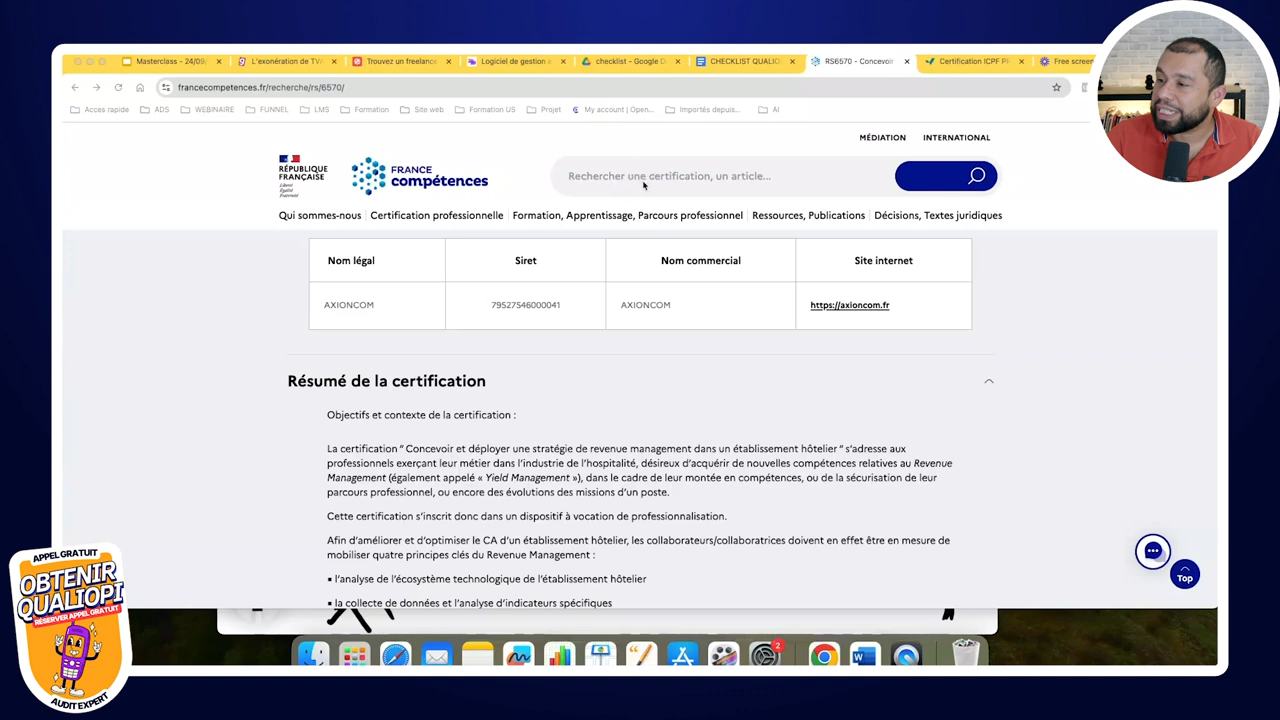 Masterclass - 24/09
L'exonération de TVA
Trouvez un freelance
Logiciel de gestion
checklist - Google D
CHECKLIST QUALIO
RS6570 - Concevoir
Certification ICPF P
Free screen
francecompetences.fr/recherche/rs/6570/
Acces rapide
ADS
WEBINAIRE
FUNNEL
LMS
Formation
Site web
Formation US
Projet
My account | Open...
Importés depuis...
AI
MÉDIATION
INTERNATIONAL
RÉPUBLIQUE
FRANÇAISE
Liberté
Égalité
Fraternité
FRANCE
compétences
Rechercher une certification, un article...
Qui sommes-nous
Certification professionnelle
Formation, Apprentissage, Parcours professionnel
Ressources, Publications
Décisions, Textes juridiques
Nom légal
Siret
Nom commercial
Site internet
AXIONCOM
79527546000041
AXIONCOM
https://axioncom.fr
Résumé de la certification
Objectifs et contexte de la certification :
La certification " Concevoir et déployer une stratégie de revenue management dans un établissement hôtelier " s'adresse aux
professionnels exerçant leur métier dans l'industrie de l'hospitalité, désireux d'acquérir de nouvelles compétences relatives au Revenue
Management (également appelé « Yield Management »), dans le cadre de leur montée en compétences, ou de la sécurisation de leur
parcours professionnel, ou encore des évolutions des missions d'un poste.
Cette certification s'inscrit donc dans un dispositif à vocation de professionnalisation.
Afin d'améliorer et d'optimiser le CA d'un établissement hôtelier, les collaborateurs/collaboratrices doivent en effet être en mesure de
mobiliser quatre principes clés du Revenue Management :
▪ l'analyse de l'écosystème technologique de l'établissement hôtelier
▪ la collecte de données et l'analyse d'indicateurs spécifiques
Top
2
APPEL GRATUIT
OBTENIR
QUALIOPI
RÉSERVER APPEL GRATUIT
AUDIT EXPERT